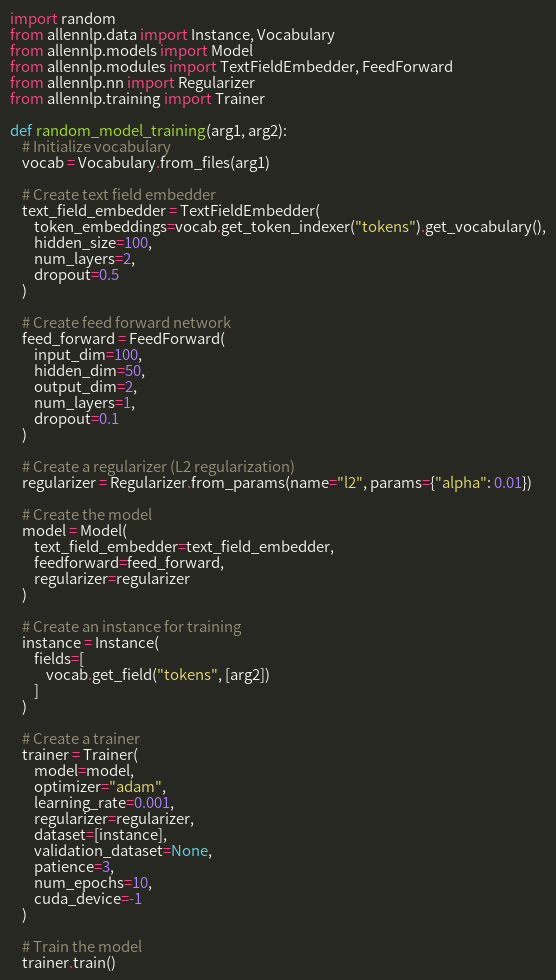 import random
from allennlp.data import Instance, Vocabulary
from allennlp.models import Model
from allennlp.modules import TextFieldEmbedder, FeedForward
from allennlp.nn import Regularizer
from allennlp.training import Trainer

def random_model_training(arg1, arg2):
    # Initialize vocabulary
    vocab = Vocabulary.from_files(arg1)

    # Create text field embedder
    text_field_embedder = TextFieldEmbedder(
        token_embeddings=vocab.get_token_indexer("tokens").get_vocabulary(),
        hidden_size=100,
        num_layers=2,
        dropout=0.5
    )

    # Create feed forward network
    feed_forward = FeedForward(
        input_dim=100,
        hidden_dim=50,
        output_dim=2,
        num_layers=1,
        dropout=0.1
    )

    # Create a regularizer (L2 regularization)
    regularizer = Regularizer.from_params(name="l2", params={"alpha": 0.01})

    # Create the model
    model = Model(
        text_field_embedder=text_field_embedder,
        feedforward=feed_forward,
        regularizer=regularizer
    )

    # Create an instance for training
    instance = Instance(
        fields=[
            vocab.get_field("tokens", [arg2])
        ]
    )

    # Create a trainer
    trainer = Trainer(
        model=model,
        optimizer="adam",
        learning_rate=0.001,
        regularizer=regularizer,
        dataset=[instance],
        validation_dataset=None,
        patience=3,
        num_epochs=10,
        cuda_device=-1
    )

    # Train the model
    trainer.train()